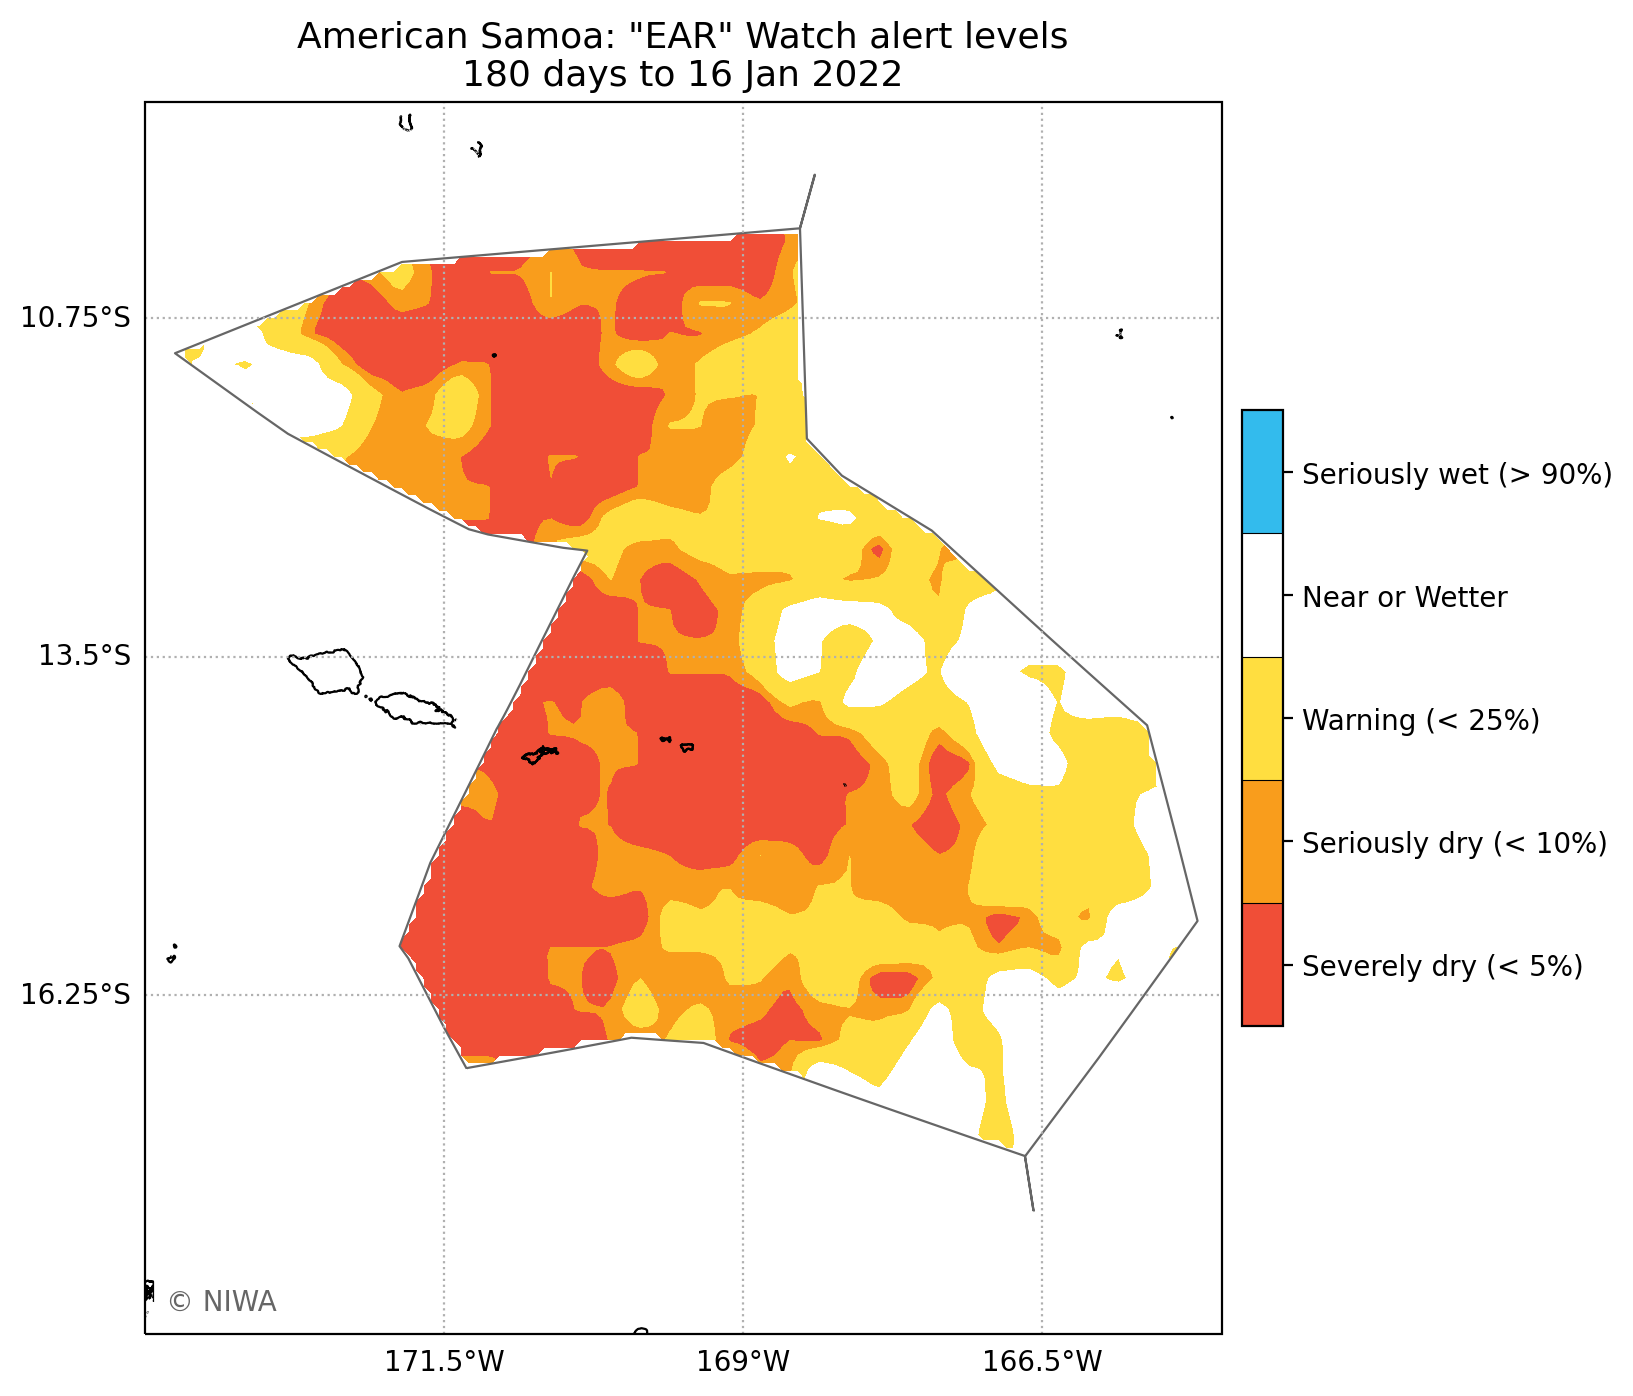 American Samoa: "EAR" Watch alert levels
180 days to 16 Jan 2022
10.75°S
13.5°S
16.25°S
171.5°W
169°W
166.5°W
Seriously wet (> 90%)
Near or Wetter
Warning (< 25%)
Seriously dry (< 10%)
Severely dry (< 5%)
© NIWA